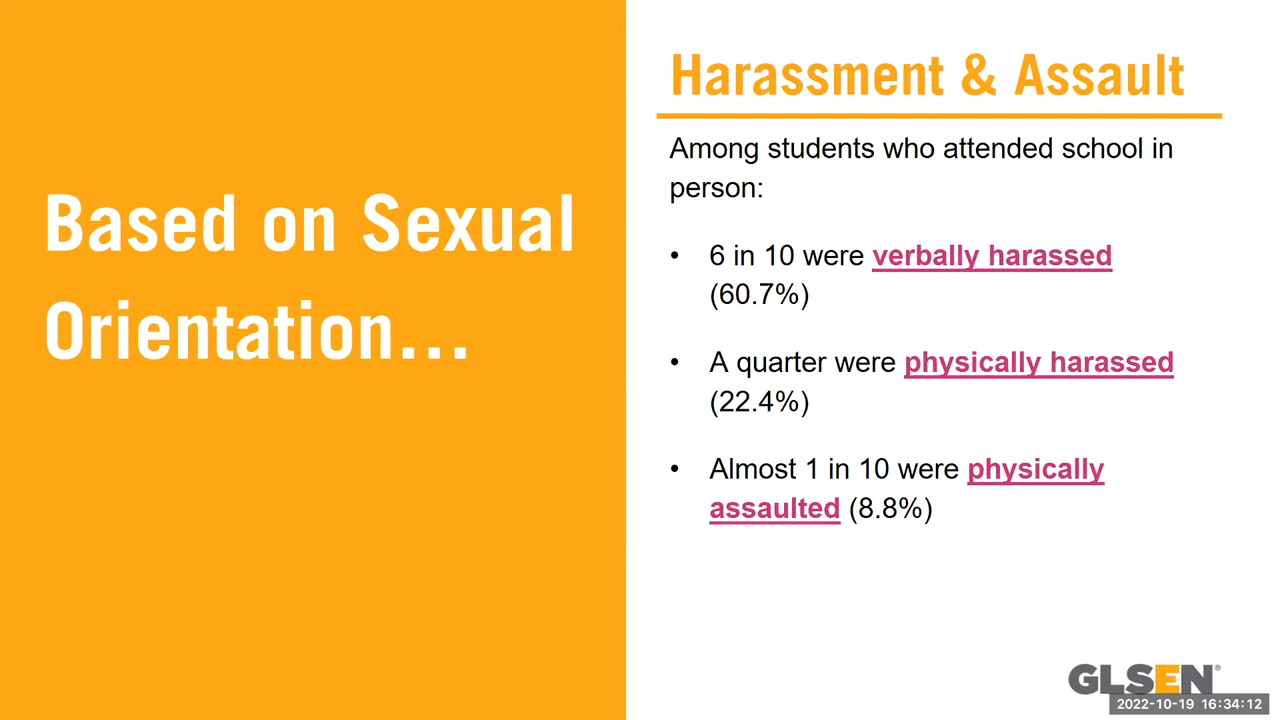 Based on Sexual
Orientation...
Harassment & Assault
Among students who attended school in
person:
• 6 in 10 were verbally harassed
(60.7%)
• A quarter were physically harassed
(22.4%)
• Almost 1 in 10 were physically
assaulted (8.8%)
GLSEN®
2022-10-19 16:34:12